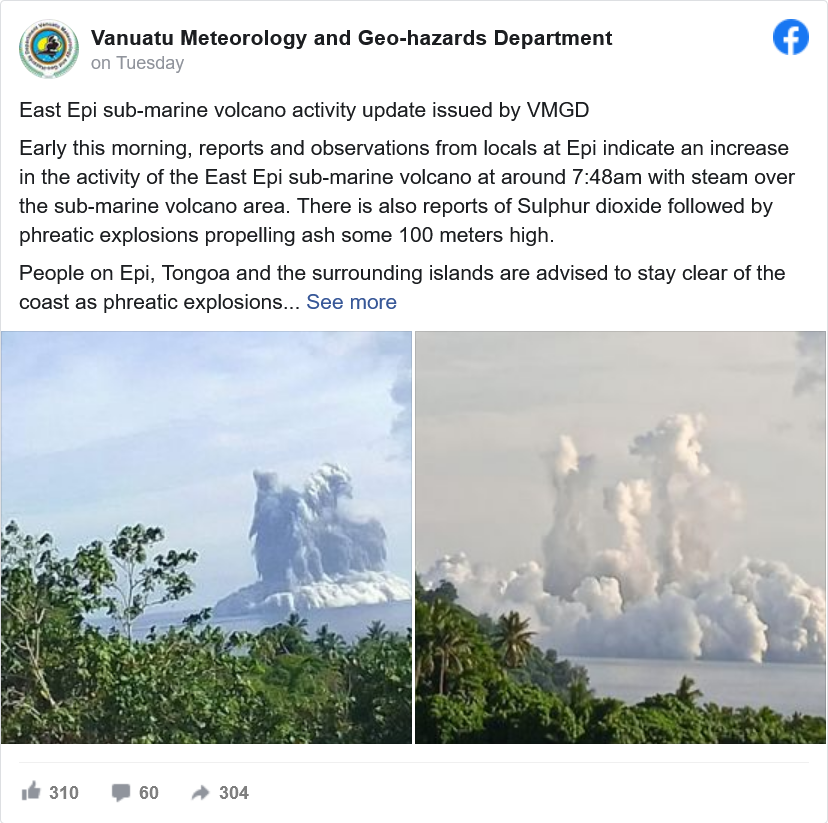 Vanuatu Meteorology and Geo-hazards Department
on Tuesday
East Epi sub-marine volcano activity update issued by VMGD
Early this morning, reports and observations from locals at Epi indicate an increase
in the activity of the East Epi sub-marine volcano at around 7:48am with steam over
the sub-marine volcano area. There is also reports of Sulphur dioxide followed by
phreatic explosions propelling ash some 100 meters high.
People on Epi, Tongoa and the surrounding islands are advised to stay clear of the
coast as phreatic explosions... See more
310 60 304